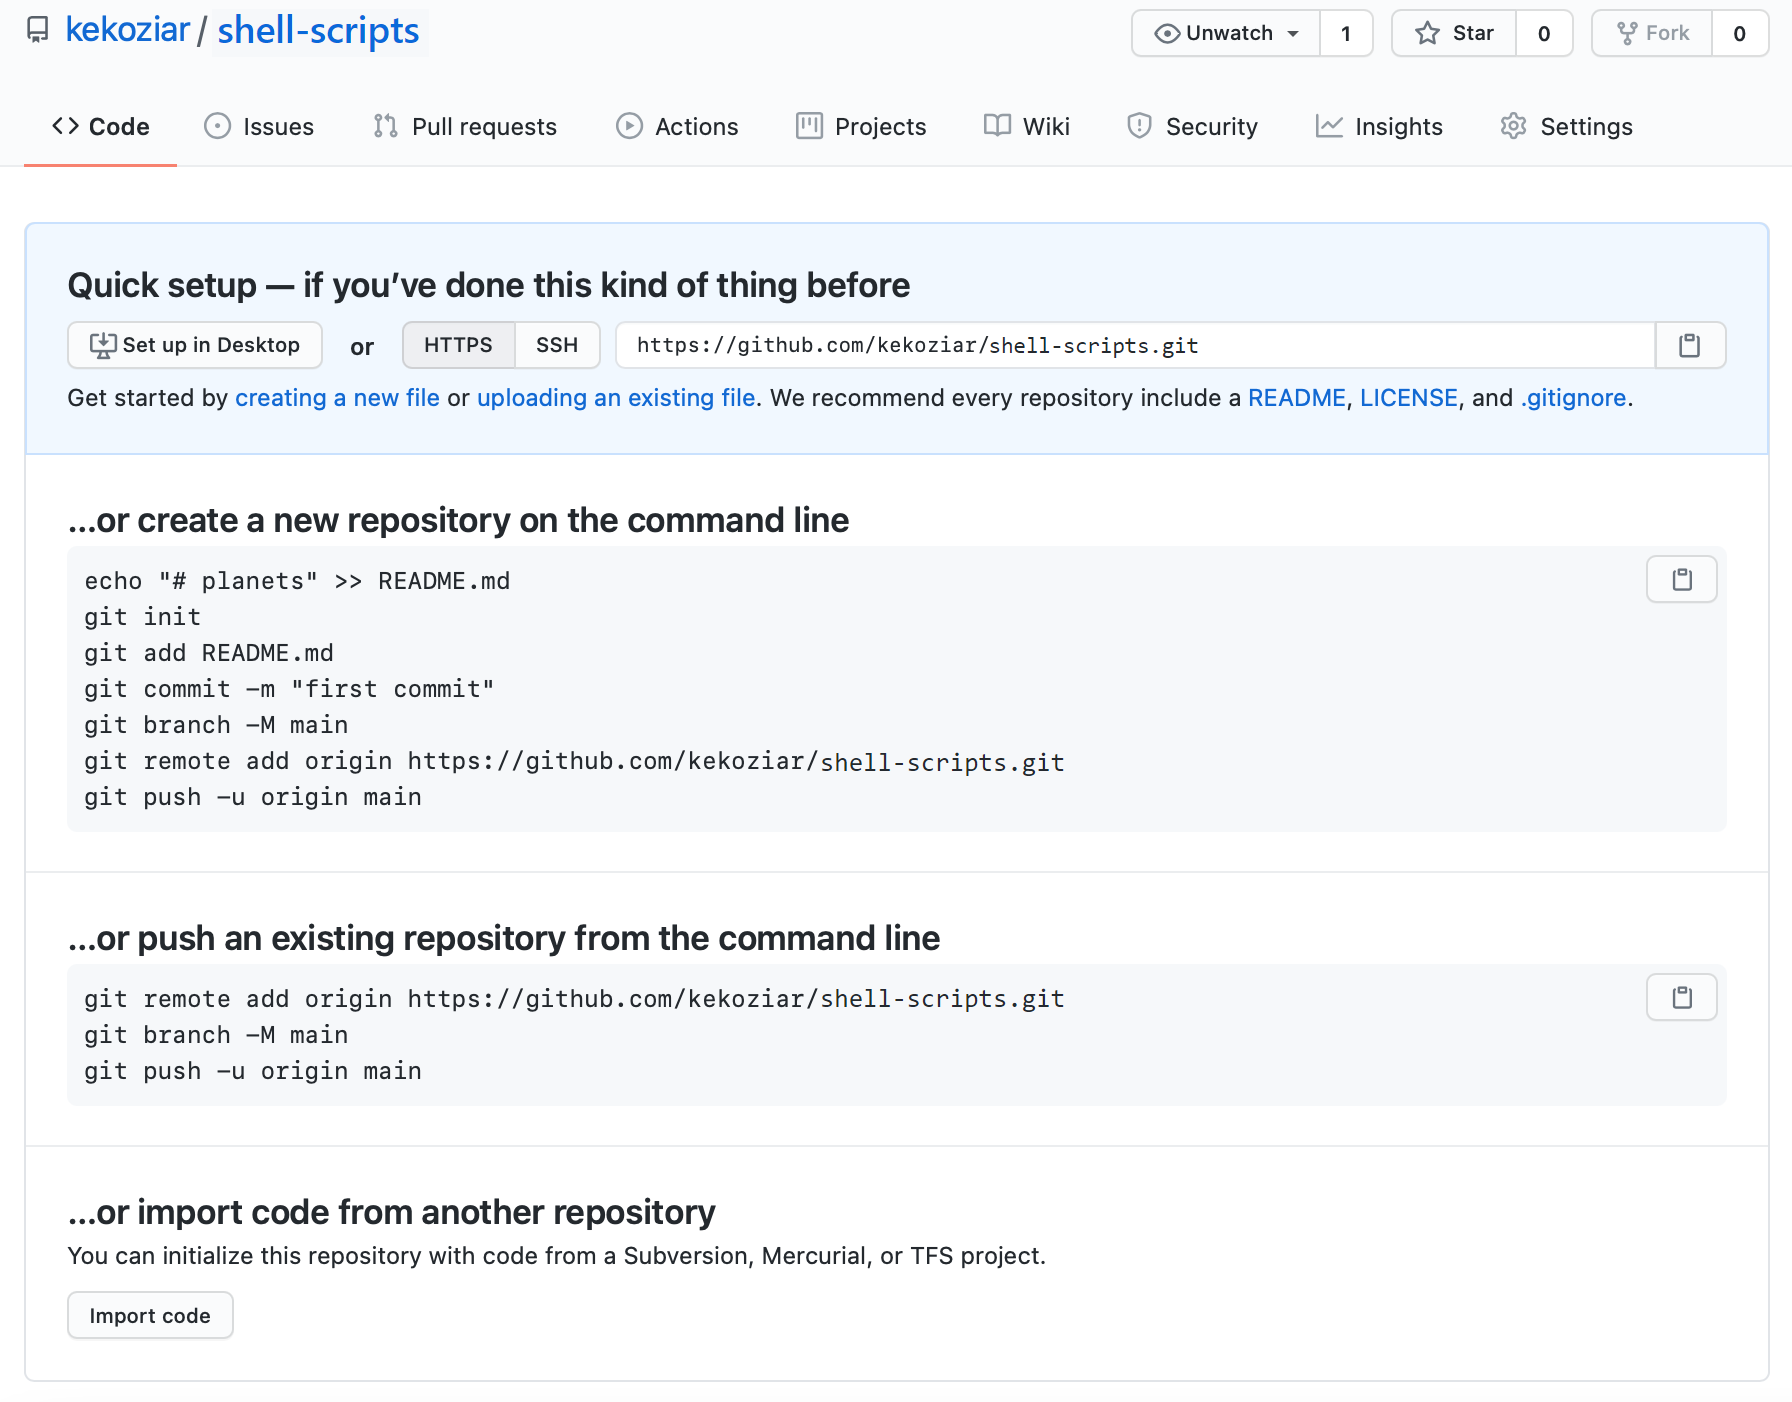 kekoziar / shell-scripts
Unwatch 1 Star 0 Fork 0
Code Issues Pull requests Actions Projects Wiki Security Insights Settings
Quick setup — if you’ve done this kind of thing before
Set up in Desktop or HTTPS SSH https://github.com/kekoziar/shell-scripts.git
Get started by creating a new file or uploading an existing file. We recommend every repository include a README, LICENSE, and .gitignore.
...or create a new repository on the command line
echo "# planets" >> README.md
git init
git add README.md
git commit -m "first commit"
git branch -M main
git remote add origin https://github.com/kekoziar/shell-scripts.git
git push -u origin main
...or push an existing repository from the command line
git remote add origin https://github.com/kekoziar/shell-scripts.git
git branch -M main
git push -u origin main
...or import code from another repository
You can initialize this repository with code from a Subversion, Mercurial, or TFS project.
Import code